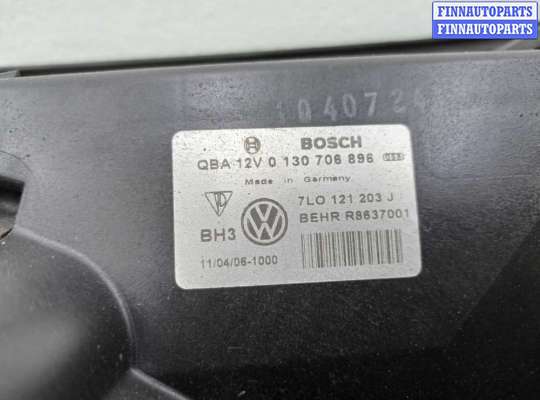 FINNAUTOPARTS
FINNAUTOPARTS
BOSCH
QBA 12V 0 130 706 896
Made in Germany
7L0 121 203 J
BH3
BEHR R8637001
11/04/06-1000